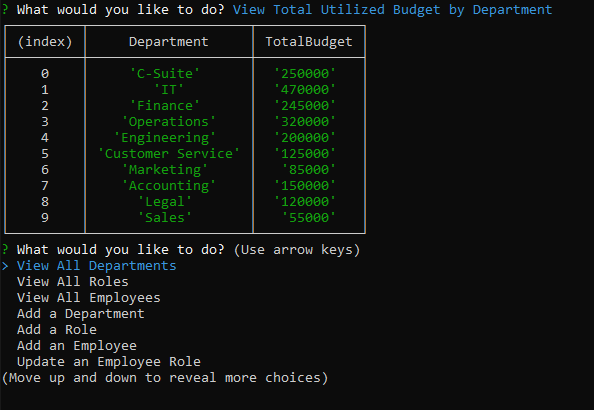 ? What would you like to do? View Total Utilized Budget by Department
(index) Department TotalBudget
0 'C-Suite' '250000'
1 'IT' '470000'
2 'Finance' '245000'
3 'Operations' '320000'
4 'Engineering' '200000'
5 'Customer Service' '125000'
6 'Marketing' '85000'
7 'Accounting' '150000'
8 'Legal' '120000'
9 'Sales' '55000'
? What would you like to do? (Use arrow keys)
> View All Departments
View All Roles
View All Employees
Add a Department
Add a Role
Add an Employee
Update an Employee Role
(Move up and down to reveal more choices)